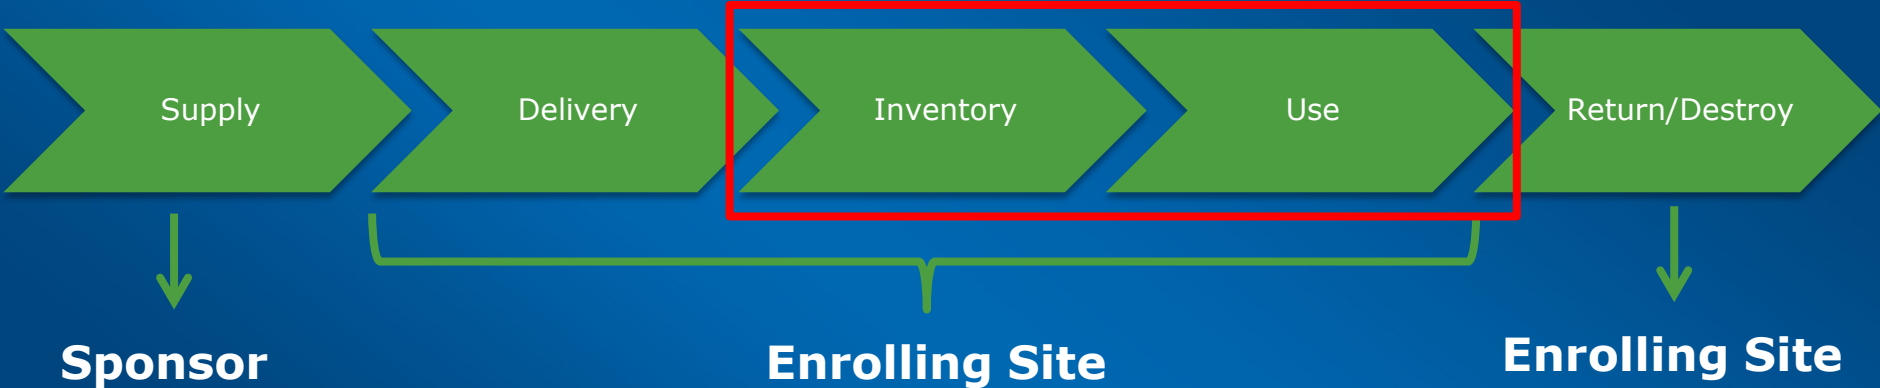 Supply
Delivery
Inventory
Use
Return/Destroy
Sponsor
Enrolling Site
Enrolling Site